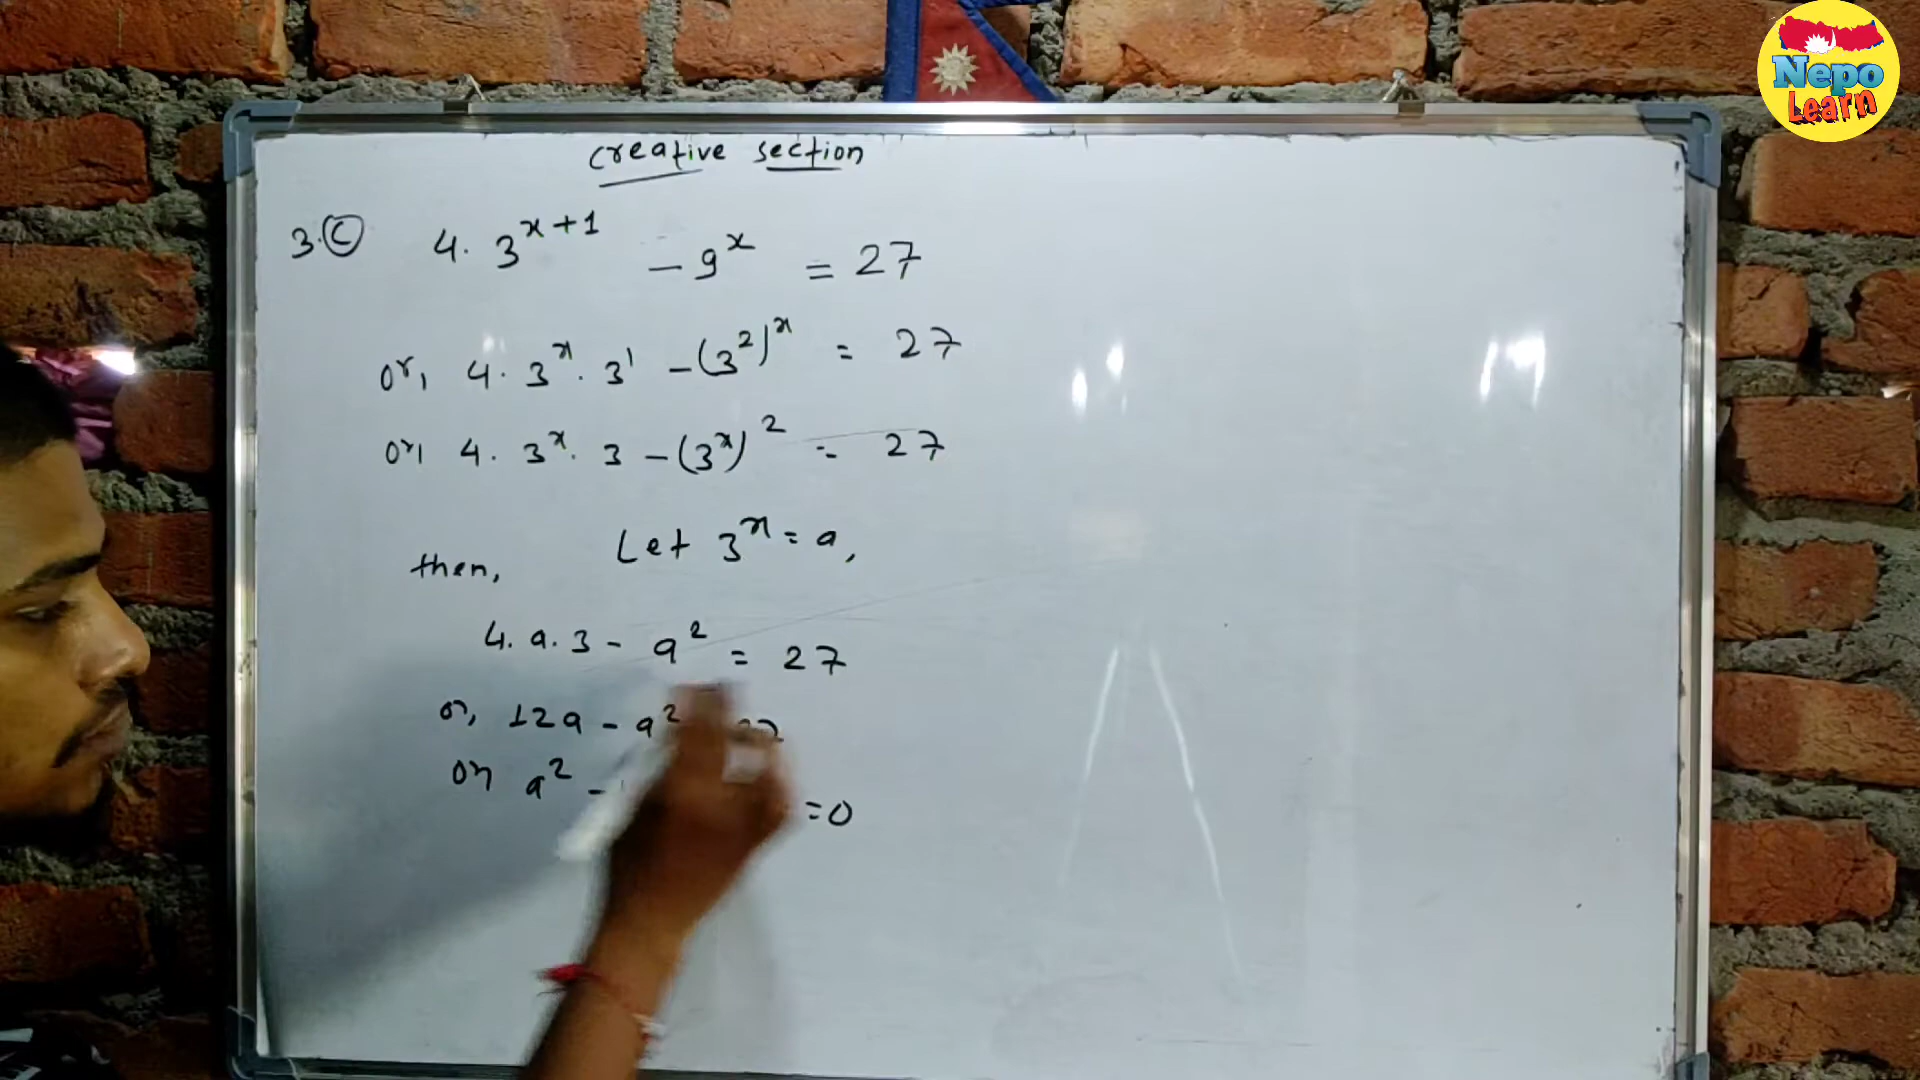 creative section
3.(c) 4. 3^(x+1) - 9^x = 27
or, 4. 3^x. 3^1 - (3^2)^x = 27
or, 4. 3^x. 3 - (3^x)^2 = 27
Let 3^x = a,
then,
4. a. 3 - a^2 = 27
or, 12a - a^2
or, a^2 - =0
Nepo
Learn